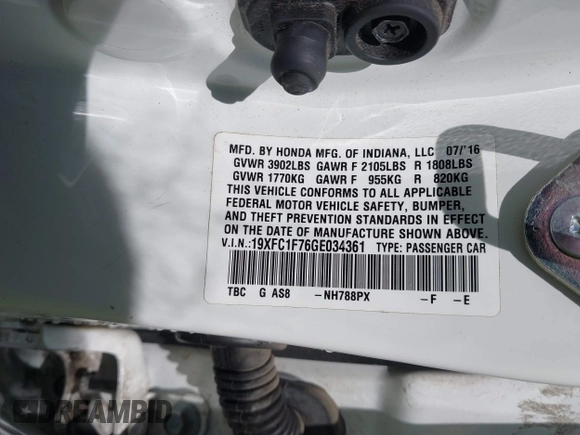 MFD. BY HONDA MFG. OF INDIANA, LLC 07/'16
GVWR 3902LBS GAWR F 2105LBS R 1808LBS
GVWR 1770KG GAWR F 955KG R 820KG
THIS VEHICLE CONFORMS TO ALL APPLICABLE
FEDERAL MOTOR VEHICLE SAFETY, BUMPER,
AND THEFT PREVENTION STANDARDS IN EFFECT
ON THE DATE OF MANUFACTURE SHOWN ABOVE.
V.I.N.:19XFC1F76GE034361 TYPE: PASSENGER CAR
TBC G AS8 -NH788PX -F -E
DREAMBID